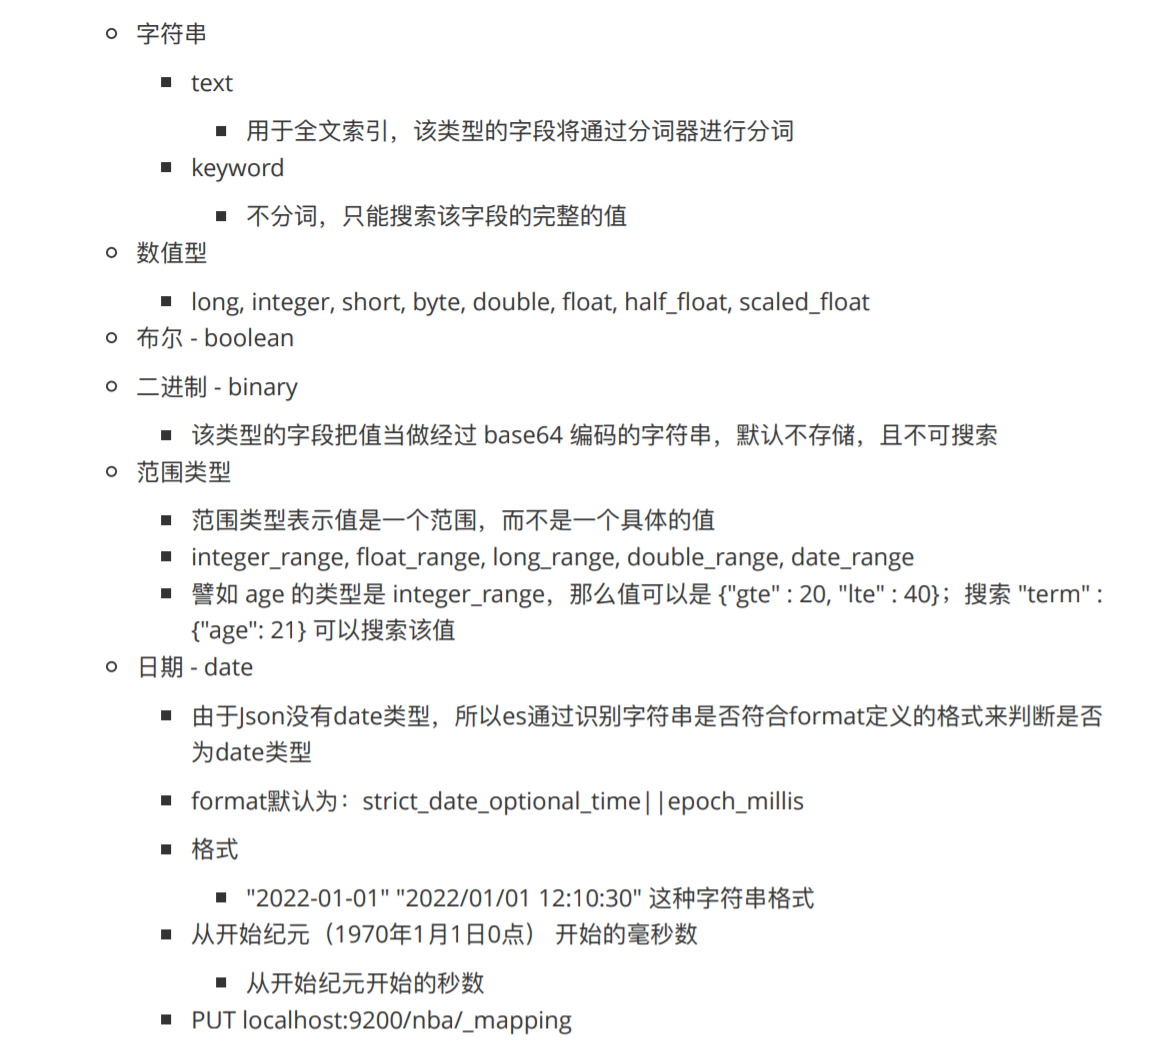 字符串
text
用于全文索引，该类型的字段将通过分词器进行分词
keyword
不分词，只能搜索该字段的完整的值
数值型
long, integer, short, byte, double, float, half_float, scaled_float
布尔 - boolean
二进制 - binary
该类型的字段把值当做经过 base64 编码的字符串，默认不存储，且不可搜索
范围类型
范围类型表示值是一个范围，而不是一个具体的值
integer_range, float_range, long_range, double_range, date_range
譬如 age 的类型是 integer_range，那么值可以是 {"gte" : 20, "lte" : 40}；搜索 "term" :
{"age": 21} 可以搜索该值
日期 - date
由于Json没有date类型，所以es通过识别字符串是否符合format定义的格式来判断是否
为date类型
format默认为：strict_date_optional_time||epoch_millis
格式
"2022-01-01" "2022/01/01 12:10:30" 这种字符串格式
从开始纪元（1970年1月1日0点） 开始的毫秒数
从开始纪元开始的秒数
PUT localhost:9200/nba/_mapping